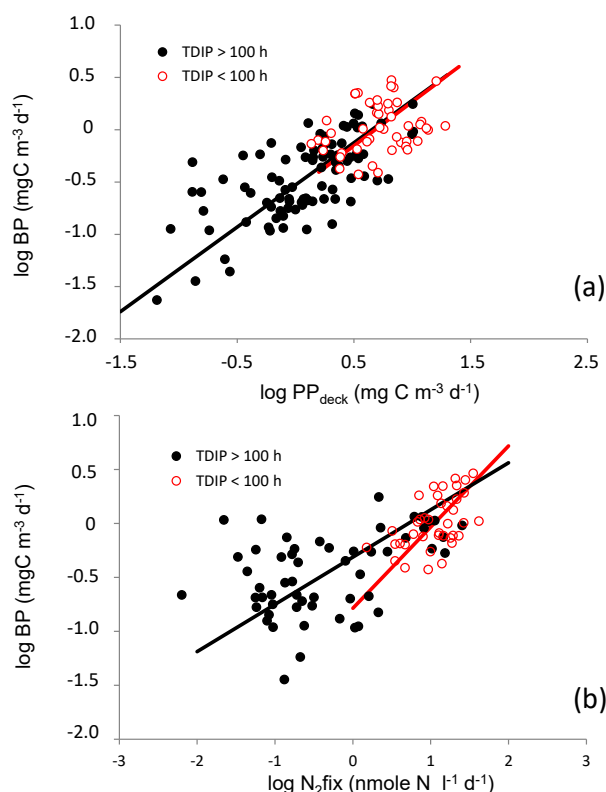 (a)
TDIP > 100 h
TDIP < 100 h
log BP (mgC m-3 d-1)
1.0
0.5
0
-0.5
-1.0
-1.5
-2.0
-1.5 -0.5 0.5 1.5 2.5
log PPdeck (mg C m-3 d-1)
TDIP > 100 h
TDIP < 100 h
log BP (mgC m-3 d-1)
1.0
0.5
0
-0.5
-1.0
-1.5
-2.0
(b)
-3 -2 -1 0 1 2 3
log N2fix (nmole N l-1 d-1)